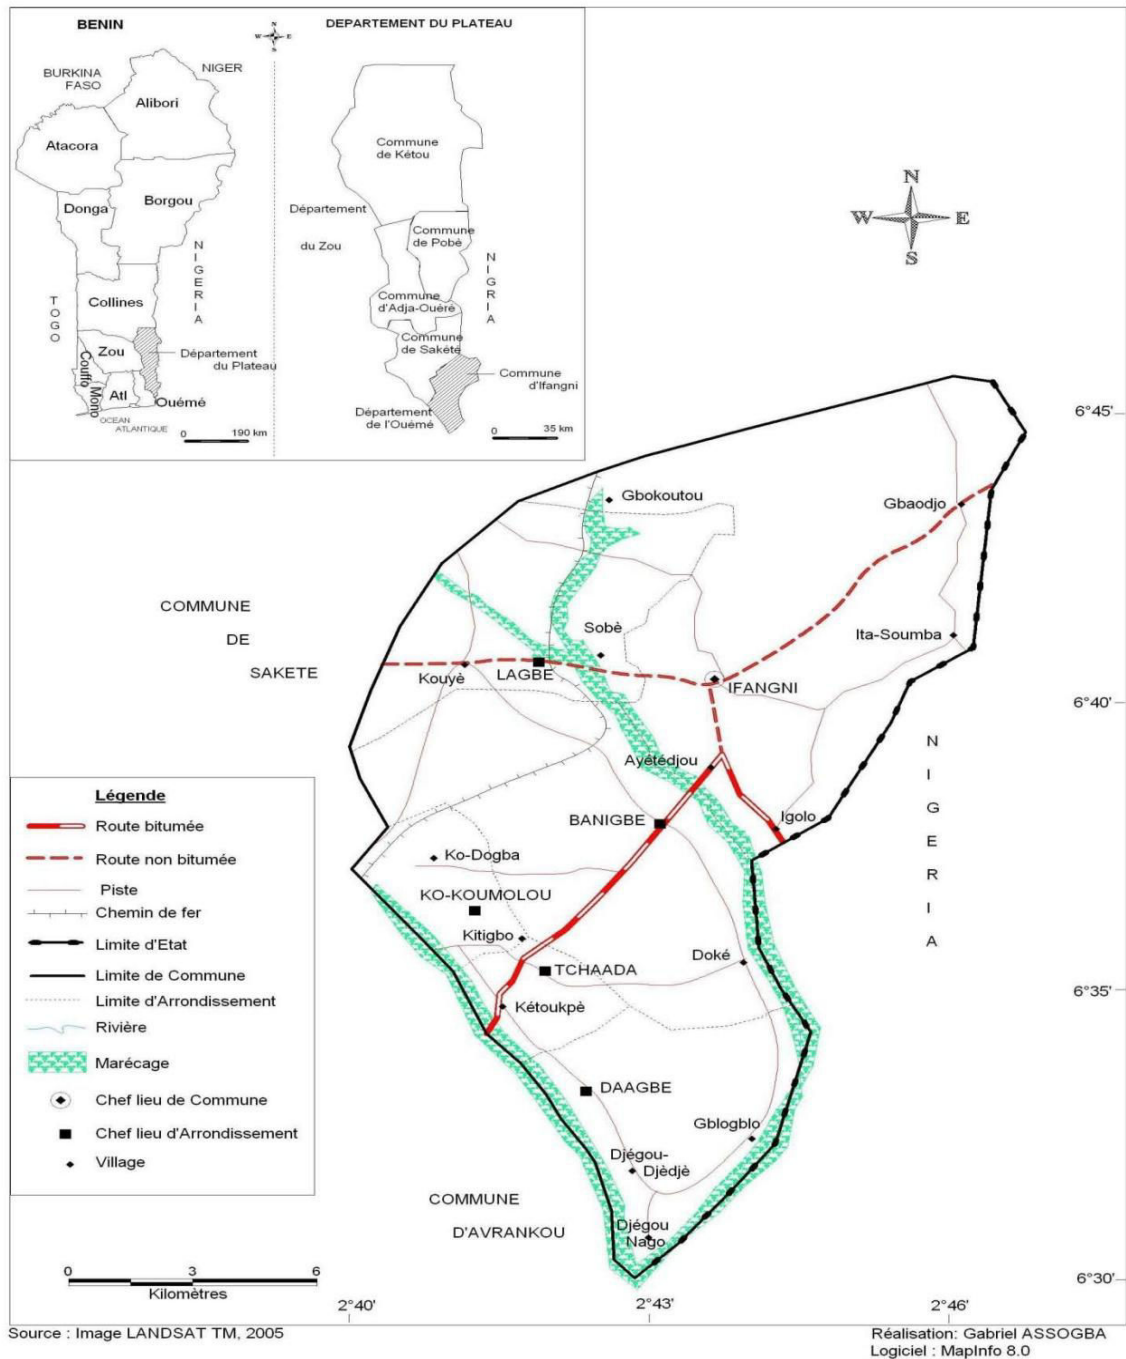 BENIN
DEPARTEMENT DU PLATEAU
N
W E
S
BURKINA
FASO
NIGER
Alibori
Atacora
Donga
Borgou
NIGERIA
TOGO
Collines
Zou
Couffo
Mono
Atl
Ouémé
Département
du Plateau
OCEAN
ATLANTIQUE
0 190 km
Commune
de Kétou
Département
du Zou
Commune
de Pobè
NIGRIA
Commune
d'Adja-Ouèré
Commune
de Sakété
Commune
d'Ifangni
Département
de l'Ouémé
0 35 km
N
W E
S
6°45'
Gbokoutou
Gbaodjo
COMMUNE
DE
SAKETE
Sobè
Ita-Soumba
Kouyè
LAGBE
IFANGNI
6°40'
NIGERIA
Ayétédjou
BANIGBE
Igolo
Ko-Dogba
KO-KOUMOLOU
Kitigbo
TCHAADA
Doké
Kétoukpè
6°35'
DAAGBE
Gblogblo
Djégou-
Djèdjè
COMMUNE
D'AVRANKOU
Djégou
Nago
6°30'
Légende
Route bitumée
Route non bitumée
Piste
Chemin de fer
Limite d'Etat
Limite de Commune
Limite d'Arrondissement
Rivière
Marécage
Chef lieu de Commune
Chef lieu d'Arrondissement
Village
0 3 6
Kilomètres
2°40' 2°43' 2°46'
Source : Image LANDSAT TM, 2005
Réalisation: Gabriel ASSOGBA
Logiciel : MapInfo 8.0